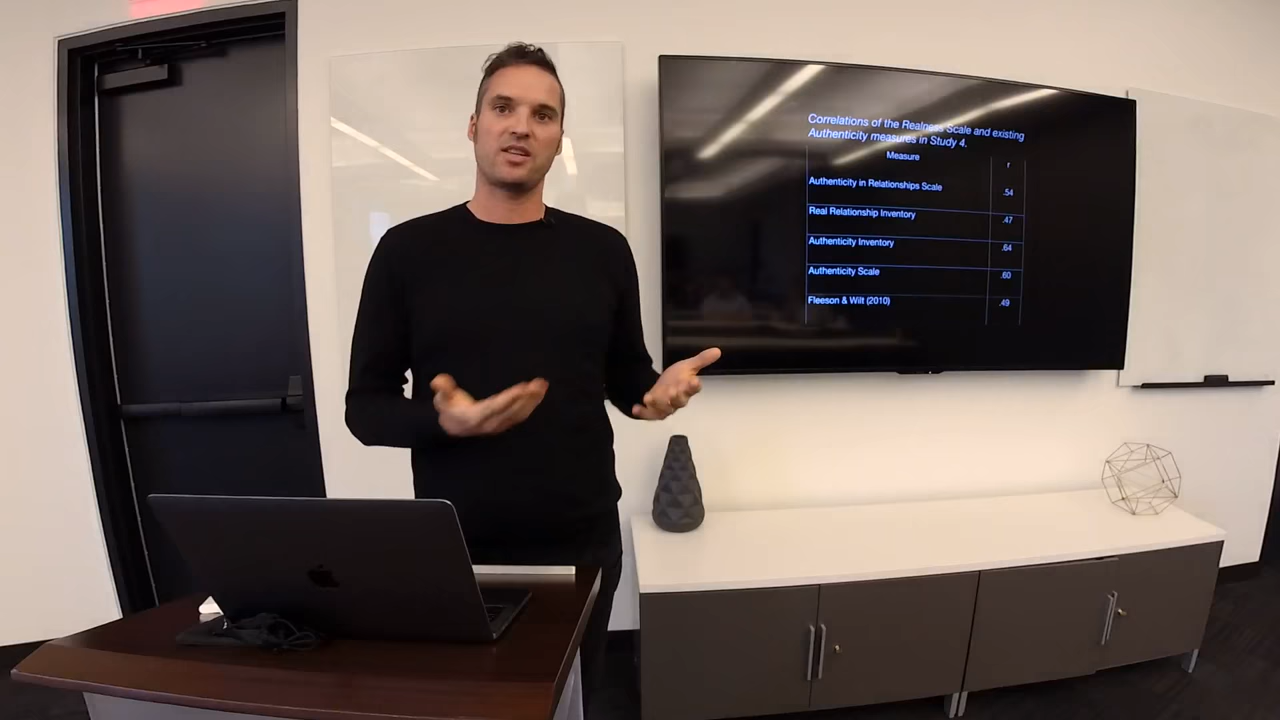 Correlations of the Realness Scale and existing
Authenticity measures in Study 4.
Measure r
Authenticity in Relationships Scale .54
Real Relationship Inventory .47
Authenticity Inventory .64
Authenticity Scale .60
Fleeson & Wilt (2010) .49